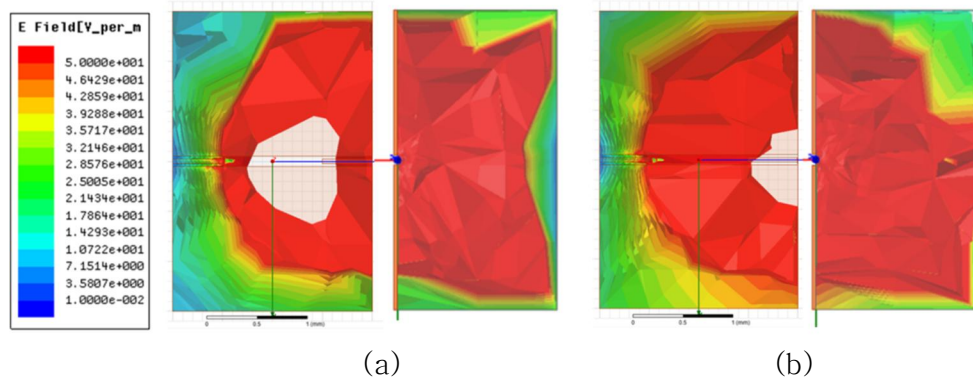 E Field[V_per_m
5.0000e+001
4.6429e+001
4.2859e+001
3.9288e+001
3.5717e+001
3.2146e+001
2.8576e+001
2.5005e+001
2.1434e+001
1.7864e+001
1.4293e+001
1.0722e+001
7.1514e+000
3.5807e+000
1.0000e-002
0 0.5 1 (mm)
0 0.5 1 (mm)
(a)
(b)